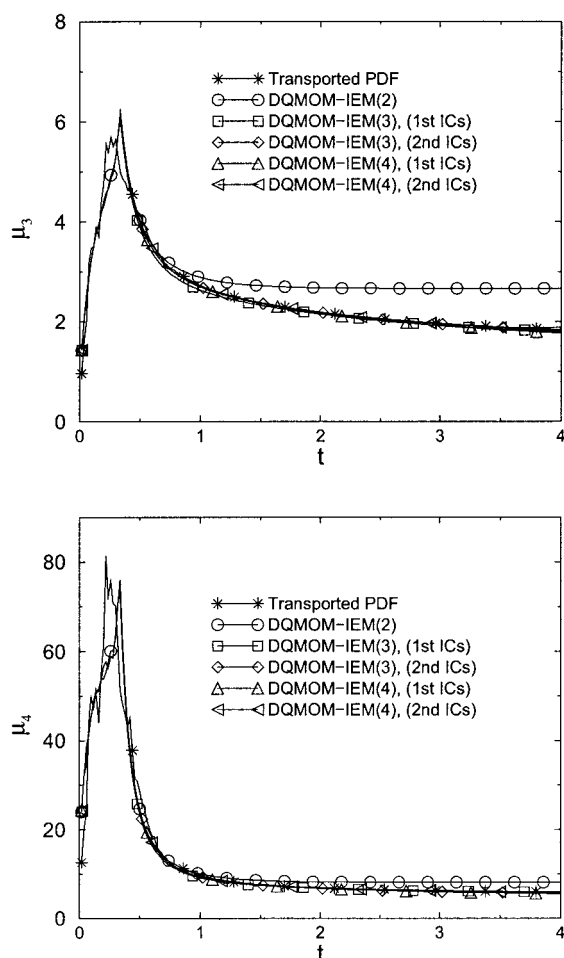 8
6
4
2
0
μ3
Transported PDF
DQMOM-IEM(2)
DQMOM-IEM(3), (1st ICs)
DQMOM-IEM(3), (2nd ICs)
DQMOM-IEM(4), (1st ICs)
DQMOM-IEM(4), (2nd ICs)
0 1 2 3 4
t
80
60
40
20
0
μ4
Transported PDF
DQMOM-IEM(2)
DQMOM-IEM(3), (1st ICs)
DQMOM-IEM(3), (2nd ICs)
DQMOM-IEM(4), (1st ICs)
DQMOM-IEM(4), (2nd ICs)
0 1 2 3 4
t